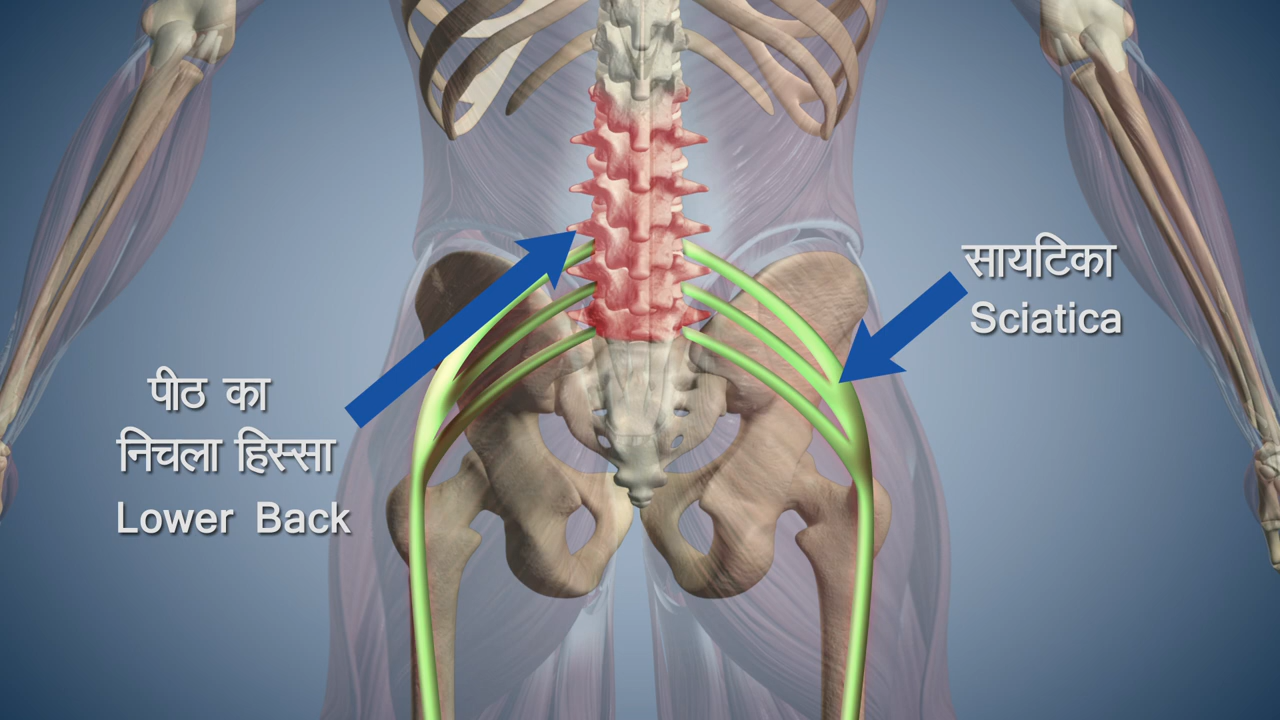 पीठ का
निचला हिस्सा
Lower Back
सायटिका
Sciatica